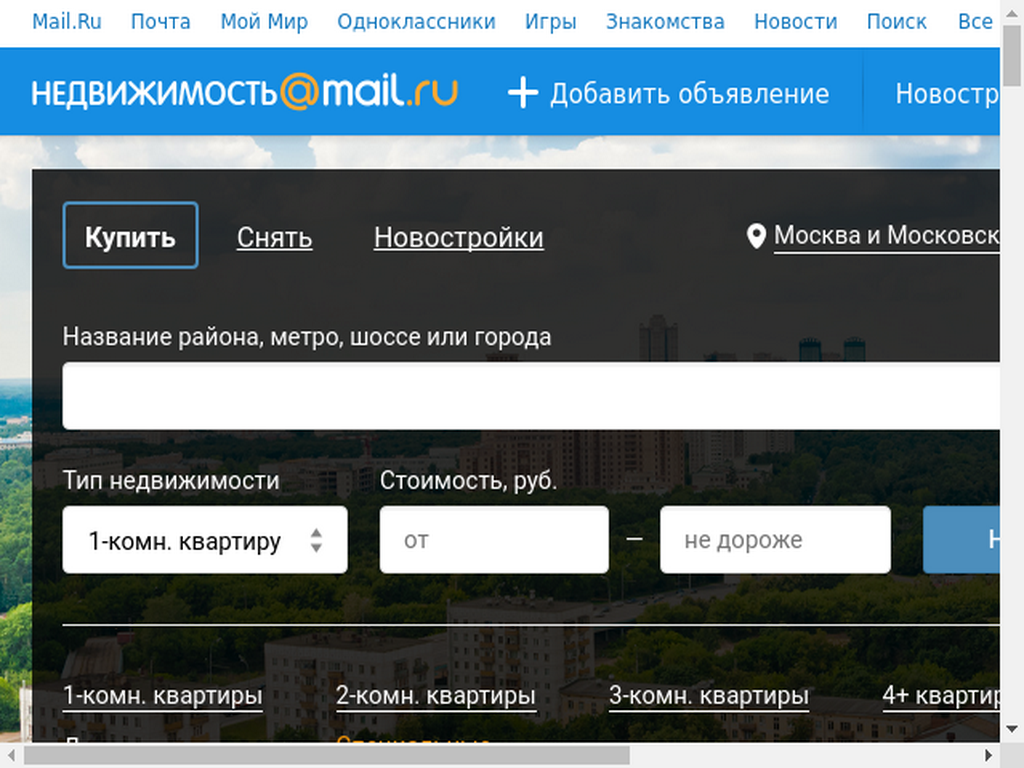 Mail.Ru Почта Мой Мир Одноклассники Игры Знакомства Новости Поиск Все
НЕДВИЖИМОСТЬ@mail.ru Добавить объявление Новостр
Купить Снять Новостройки Москва и Московск
Название района, метро, шоссе или города
Тип недвижимости Стоимость, руб.
1-комн. квартиру от — не дороже Н
1-комн. квартиры 2-комн. квартиры 3-комн. квартиры 4+ квартир